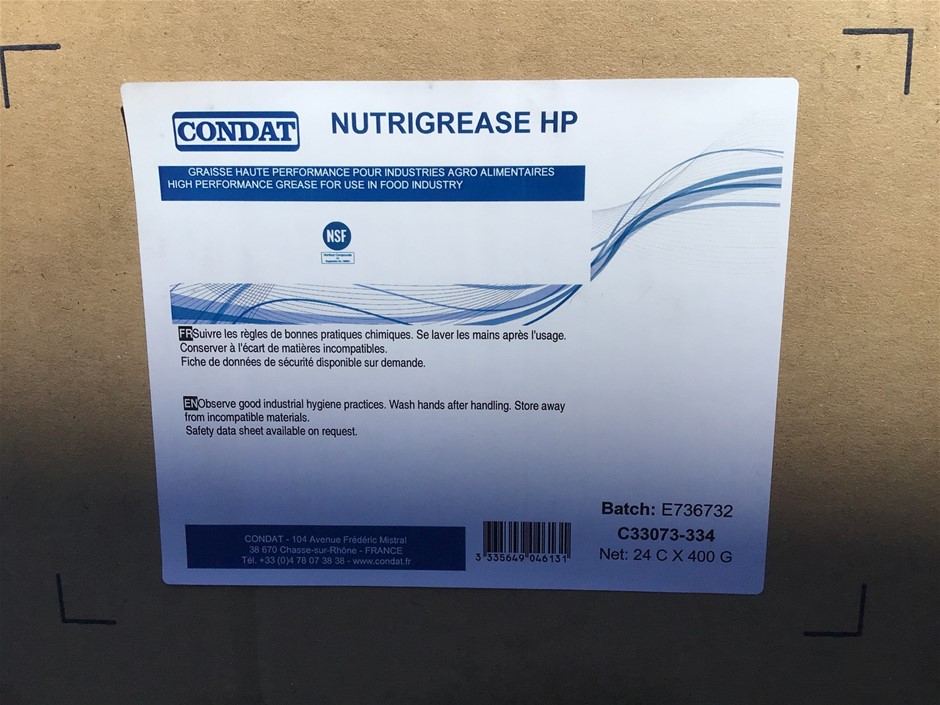 CONDAT
NUTRIGREASE HP
GRAISSE HAUTE PERFORMANCE POUR INDUSTRIES AGRO ALIMENTAIRES
HIGH PERFORMANCE GREASE FOR USE IN FOOD INDUSTRY
NSF
Nonfood Compounds
FR Suivre les règles de bonnes pratiques chimiques. Se laver les mains après l'usage.
Conserver à l'écart de matières incompatibles.
Fiche de données de sécurité disponible sur demande.
EN Observe good industrial hygiene practices. Wash hands after handling. Store away
from incompatible materials.
Safety data sheet available on request.
Batch: E736732
C33073-334
Net: 24 C X 400 G
CONDAT - 104 Avenue Frédéric Mistral
38 670 Chasse-sur-Rhône - FRANCE
Tél. +33 (0)4 78 07 38 38 - www.condat.fr
3 335649 046131